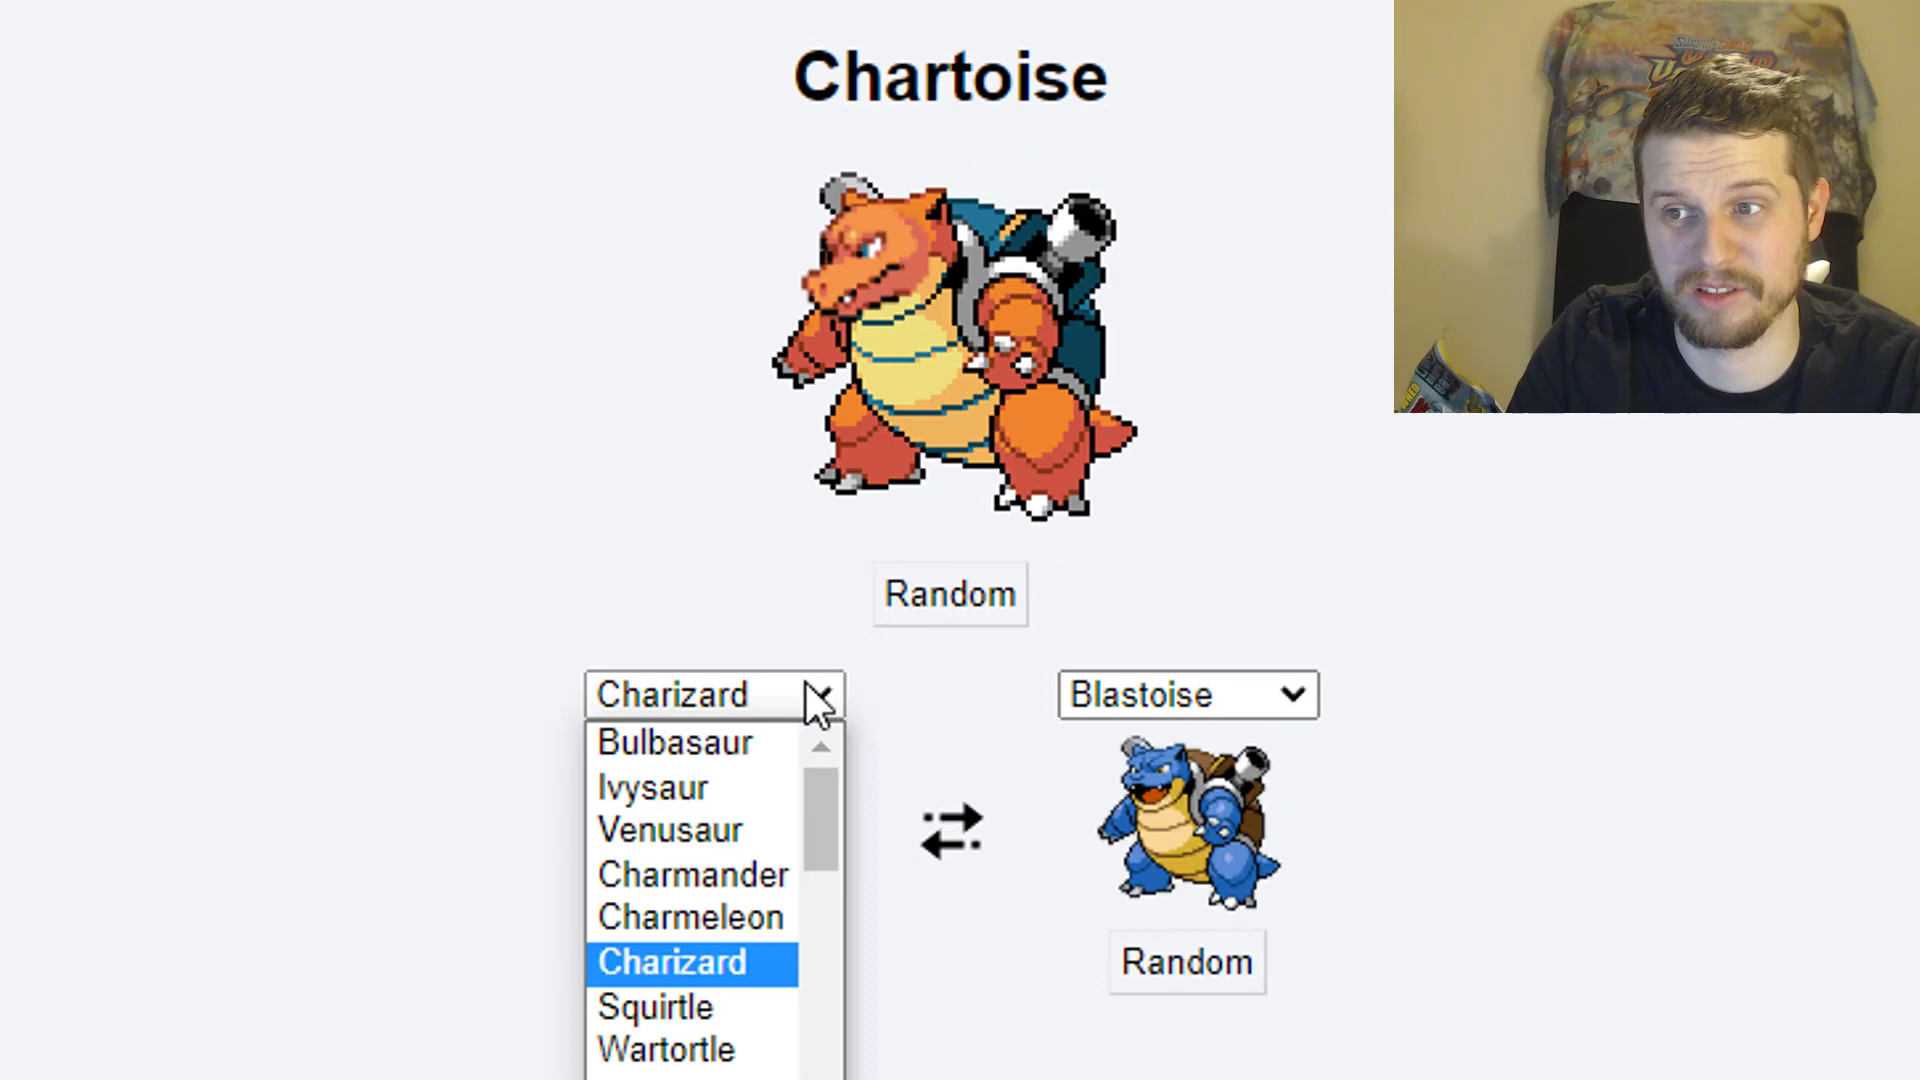 Chartoise
Random
Charizard
Blastoise
Bulbasaur
Ivysaur
Venusaur
Charmander
Charmeleon
Charizard
Squirtle
Wartortle
Random